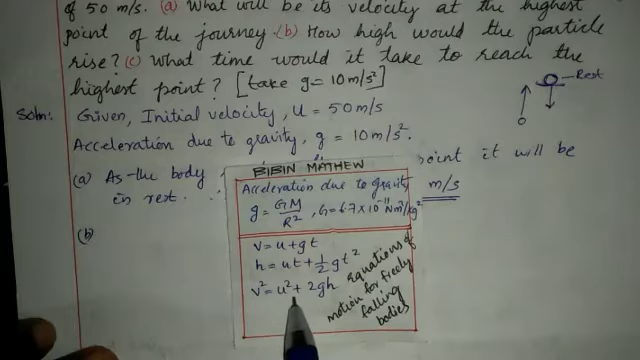 of 50 m/s. (a) What will be its velocity at the highest
point of the journey. (b) How high would the particle
rise? (c) What time would it take to reach the
highest point? [take g = 10 m/s²]
Soln: Given, Initial velocity, u = 50 m/s
Rest
Acceleration due to gravity, g = 10 m/s².
(a) As the body
point it will be
in rest.
m/s
(b)
BIBIN MATHEW
Acceleration due to gravity
g = GM/R², G = 6.7 x 10⁻¹¹ Nm²/kg²
v = u + gt
h = ut + 1/2 gt²
v² = u² + 2gh
Equations of
motion for freely
falling
bodies